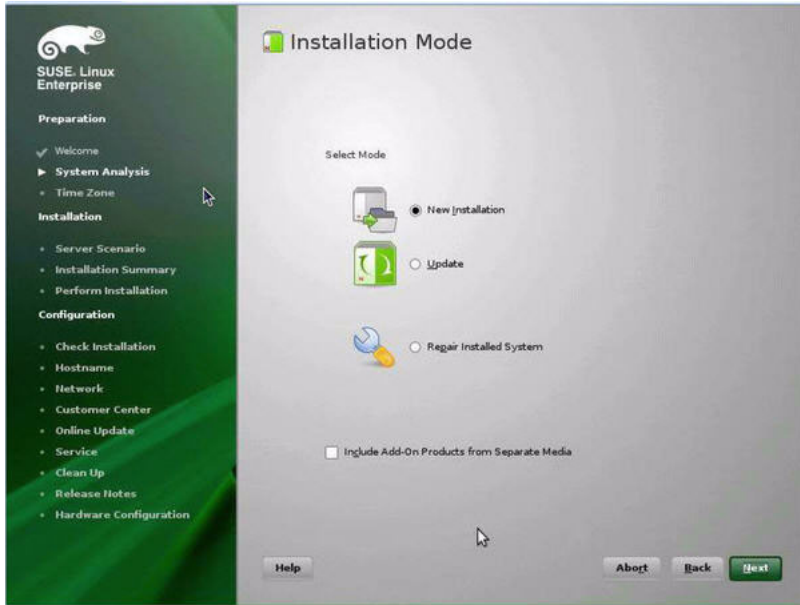 SUSE. Linux
Enterprise
Preparation
Welcome
System Analysis
Time Zone
Installation
Server Scenario
Installation Summary
Perform Installation
Configuration
Check Installation
Hostname
Network
Customer Center
Online Update
Service
Clean Up
Release Notes
Hardware Configuration
Installation Mode
Select Mode
New Installation
Update
Repair Installed System
Include Add-On Products from Separate Media
Help
Abort
Back
Next